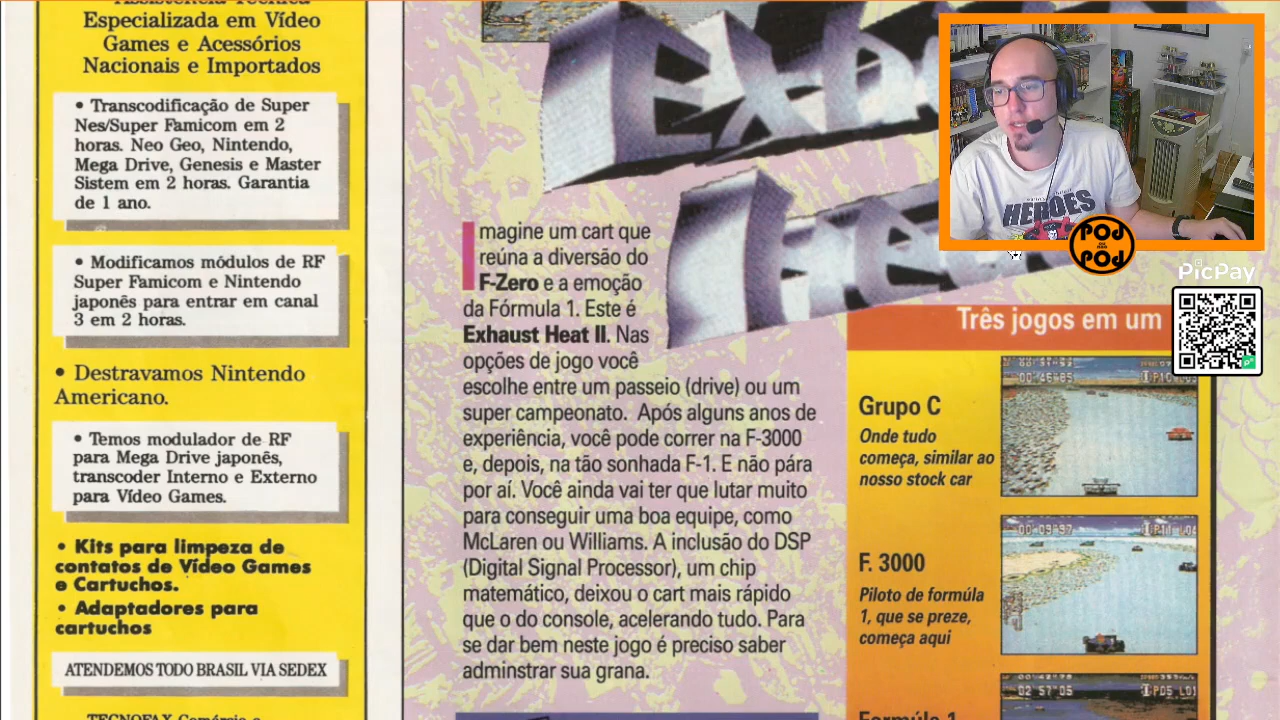 Assistência Técnica
Especializada em Vídeo
Games e Acessórios
Nacionais e Importados
• Transcodificação de Super
Nes/Super Famicom em 2
horas. Neo Geo, Nintendo,
Mega Drive, Genesis e Master
Sistem em 2 horas. Garantia
de 1 ano.
• Modificamos módulos de RF
Super Famicom e Nintendo
japonês para entrar em canal
3 em 2 horas.
• Destravamos Nintendo
Americano.
• Temos modulador de RF
para Mega Drive japonês,
transcoder Interno e Externo
para Vídeo Games.
• Kits para limpeza de
contatos de Vídeo Games
e Cartuchos.
• Adaptadores para
cartuchos
ATENDEMOS TODO BRASIL VIA SEDEX
TECNOFAX Comércio e
Imagine um cart que
reúna a diversão do
F-Zero e a emoção
da Fórmula 1. Este é
Exhaust Heat II. Nas
opções de jogo você
escolhe entre um passeio (drive) ou um
super campeonato. Após alguns anos de
experiência, você pode correr na F-3000
e, depois, na tão sonhada F-1. E não pára
por aí. Você ainda vai ter que lutar muito
para conseguir uma boa equipe, como
McLaren ou Williams. A inclusão do DSP
(Digital Signal Processor), um chip
matemático, deixou o cart mais rápido
que o do console, acelerando tudo. Para
se dar bem neste jogo é preciso saber
adminstrar sua grana.
Três jogos em um
Grupo C
Onde tudo
começa, similar ao
nosso stock car
F. 3000
Piloto de formúla
1, que se preze,
começa aqui
Formúla 1
HEROES
POD
POD
PicPay